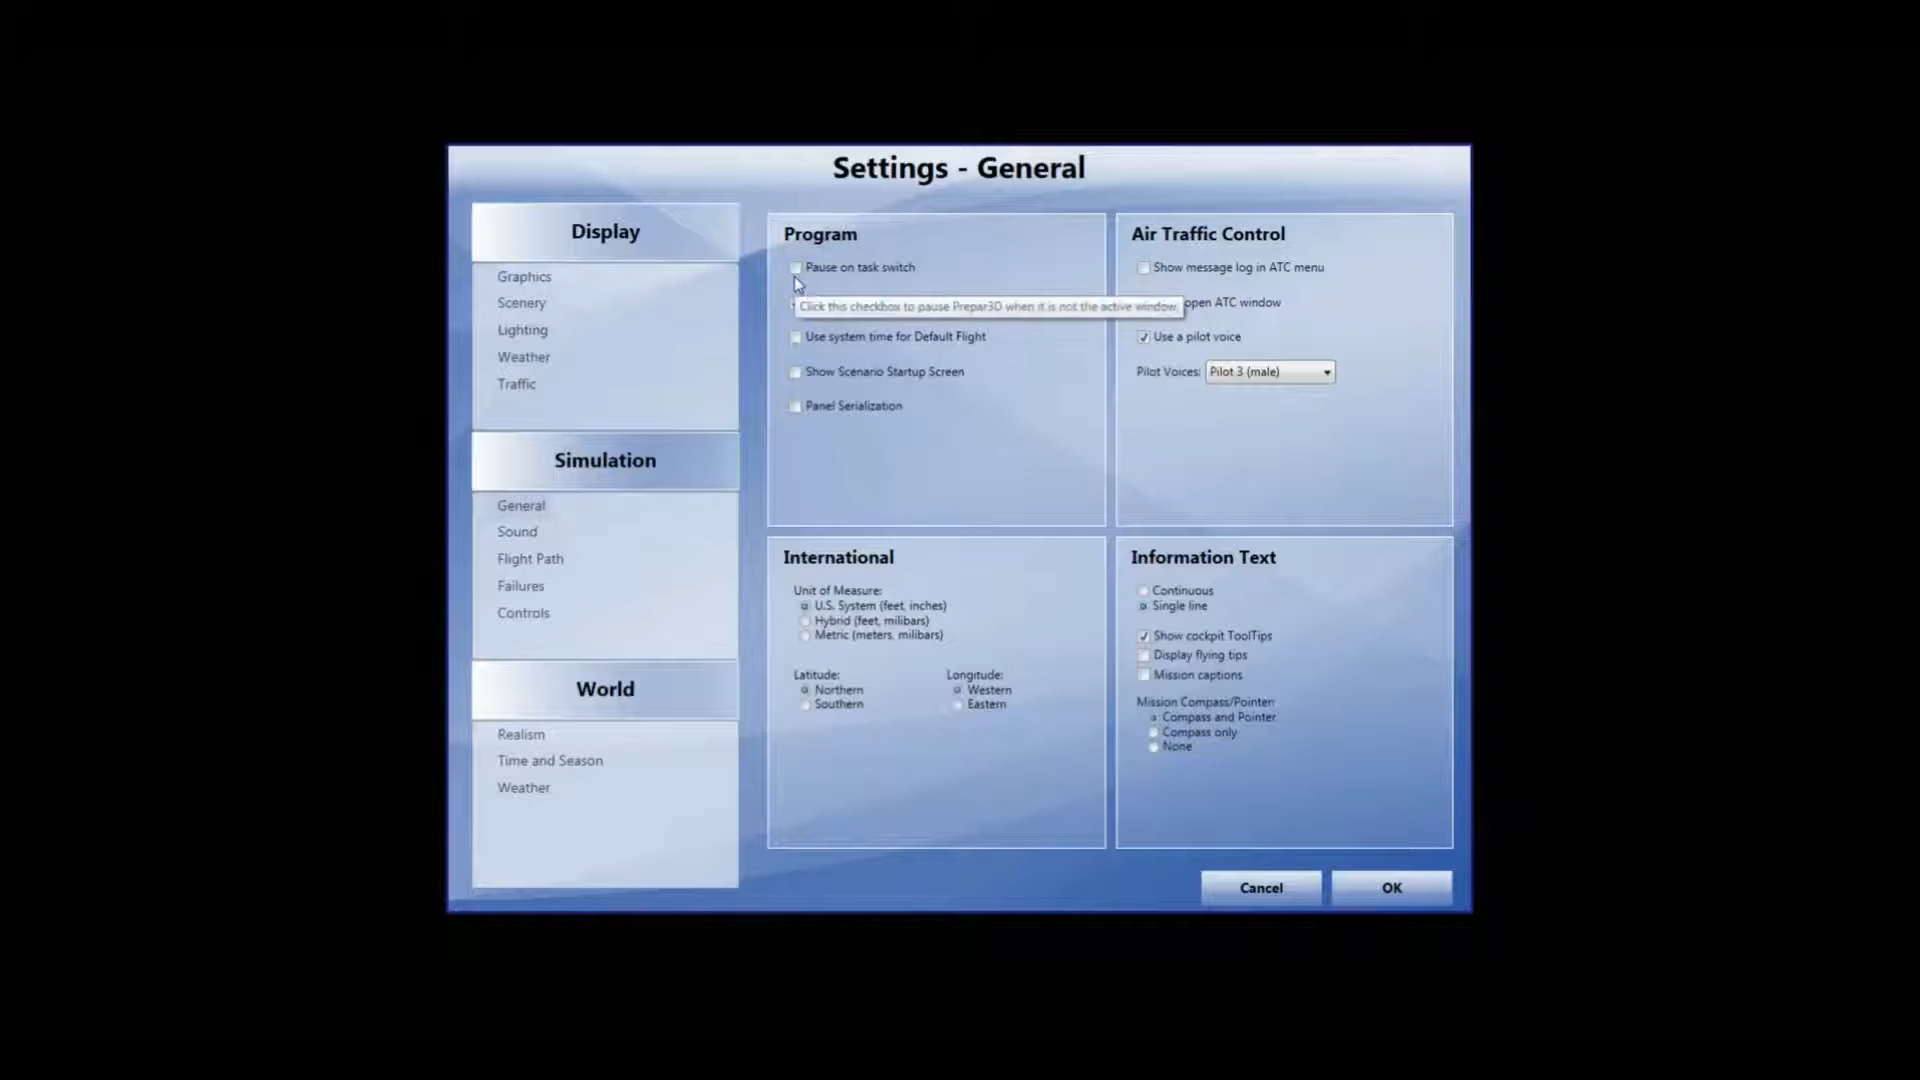 Settings - General
Display
Graphics
Scenery
Lighting
Weather
Traffic
Simulation
General
Sound
Flight Path
Failures
Controls
World
Realism
Time and Season
Weather
Program
Pause on task switch
Click this checkbox to pause Prepar3D when it is not the active window.
Use system time for Default Flight
Show Scenario Startup Screen
Panel Serialization
Air Traffic Control
Show message log in ATC menu
open ATC window
Use a pilot voice
Pilot Voices: Pilot 3 (male)
International
Unit of Measure:
U.S. System (feet, inches)
Hybrid (feet, milibars)
Metric (meters, milibars)
Latitude:
Northern
Southern
Longitude:
Western
Eastern
Information Text
Continuous
Single line
Show cockpit ToolTips
Display flying tips
Mission captions
Mission Compass/Pointer:
Compass and Pointer
Compass only
None
Cancel
OK